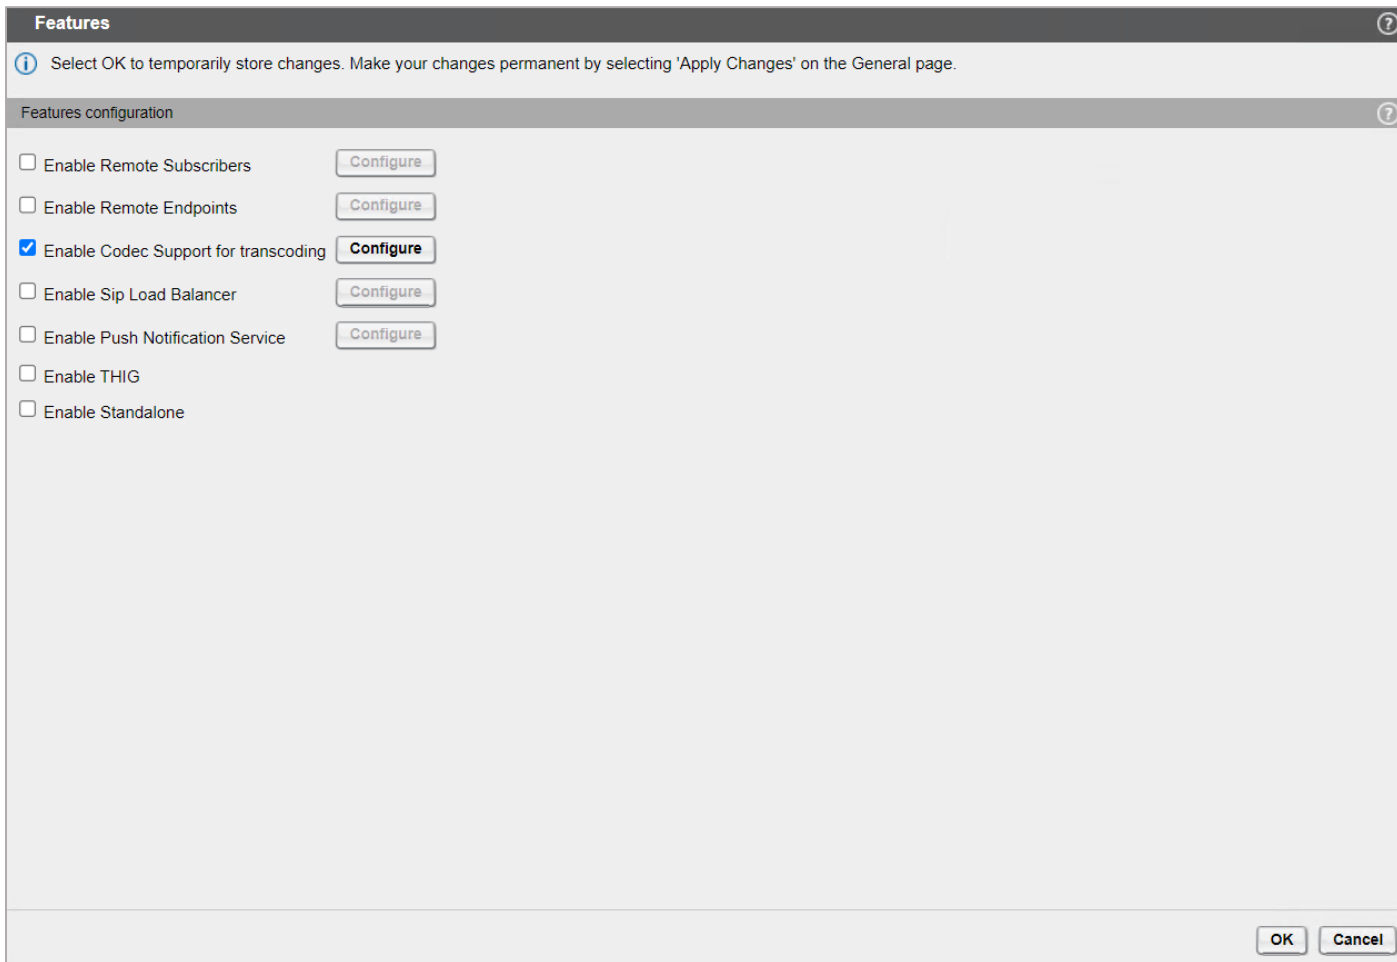 Features
?
i Select OK to temporarily store changes. Make your changes permanent by selecting 'Apply Changes' on the General page.
Features configuration
?
Enable Remote Subscribers Configure
Enable Remote Endpoints Configure
Enable Codec Support for transcoding Configure
Enable Sip Load Balancer Configure
Enable Push Notification Service Configure
Enable THIG
Enable Standalone
OK Cancel